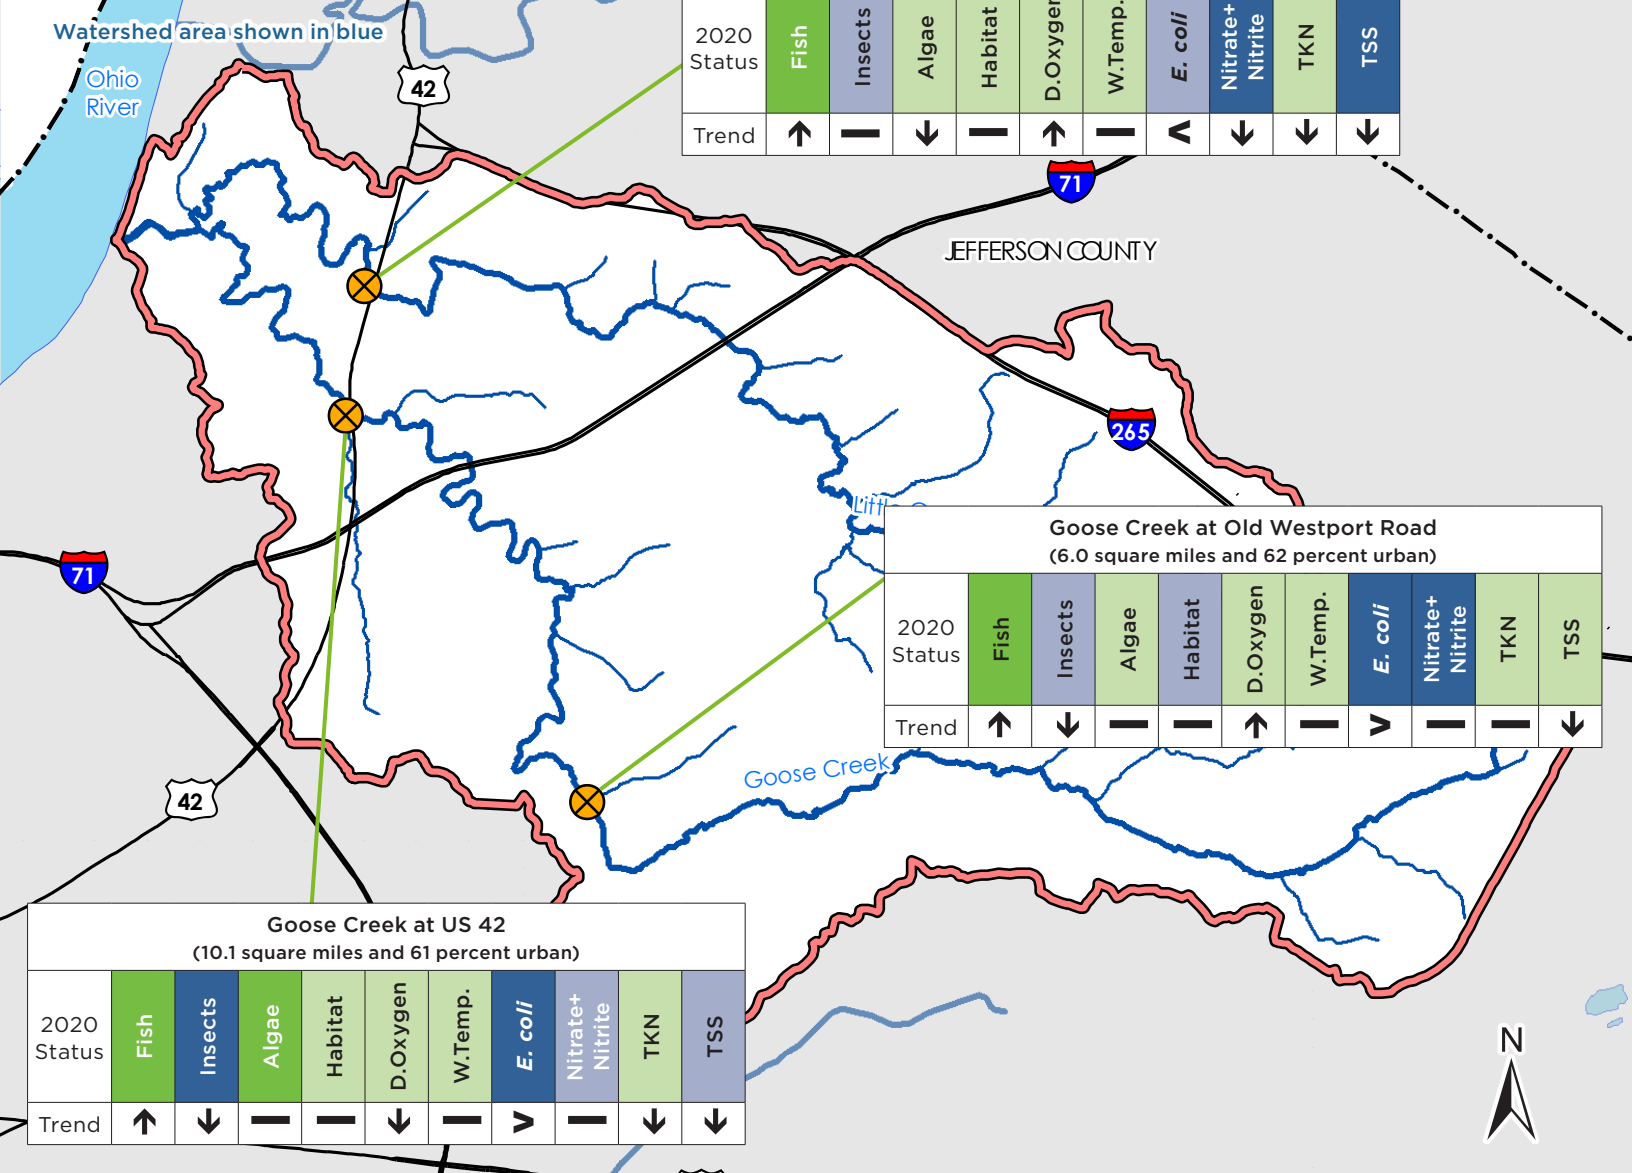 Watershed area shown in blue
Ohio
River
42
2020
Status
Fish
Insects
Algae
Habitat
D.Oxygen
W.Temp.
E. coli
Nitrate+
Nitrite
TKN
TSS
Trend
<
71
JEFFERSON COUNTY
265
Little
Goose Creek at Old Westport Road
(6.0 square miles and 62 percent urban)
2020
Status
Fish
Insects
Algae
Habitat
D.Oxygen
W.Temp.
E. coli
Nitrate+
Nitrite
TKN
TSS
Trend
>
71
Goose Creek
42
Goose Creek at US 42
(10.1 square miles and 61 percent urban)
2020
Status
Fish
Insects
Algae
Habitat
D.Oxygen
W.Temp.
E. coli
Nitrate+
Nitrite
TKN
TSS
Trend
>
N